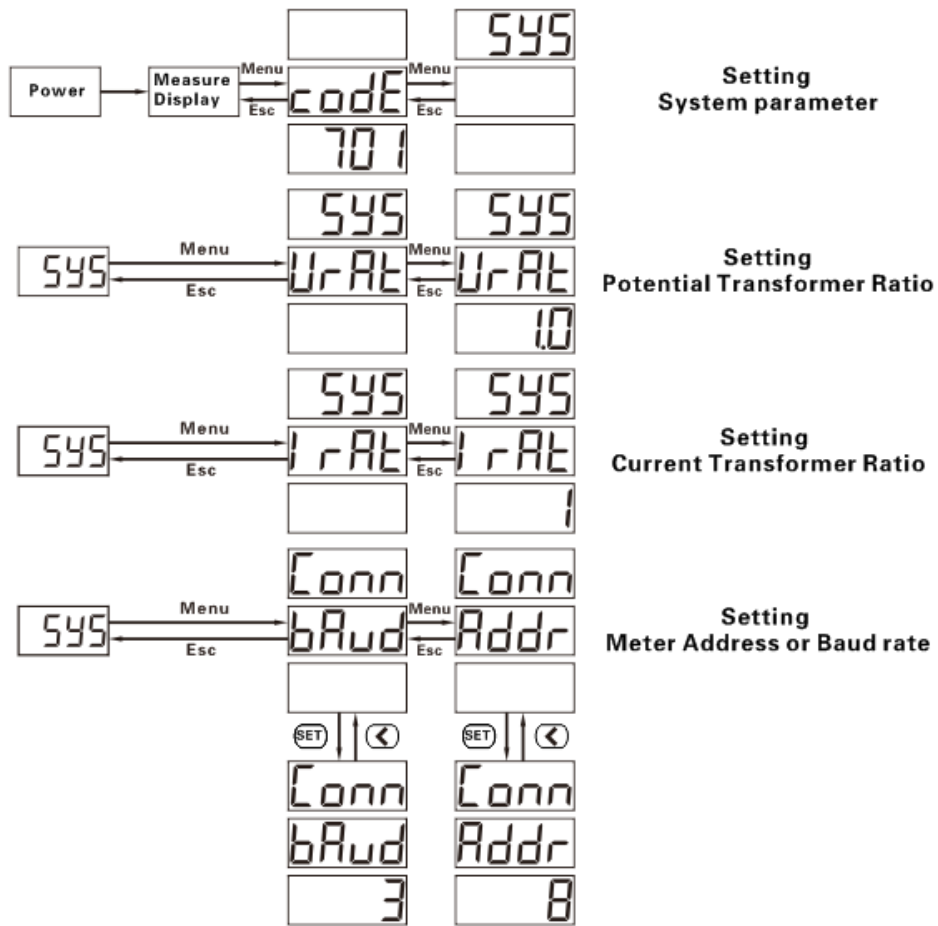 SYS
Power
Measure
Display
Menu
Esc
codE
Menu
Esc
701
Setting
System parameter
SYS
SYS
SYS
Menu
Esc
UrAt
Menu
Esc
UrAt
1.0
Setting
Potential Transformer Ratio
SYS
SYS
SYS
Menu
Esc
IrAt
Menu
Esc
IrAt
1
Setting
Current Transformer Ratio
Conn
Conn
SYS
Menu
Esc
bAud
Menu
Esc
Addr
Setting
Meter Address or Baud rate
SET
SET
Conn
Conn
bAud
Addr
3
8